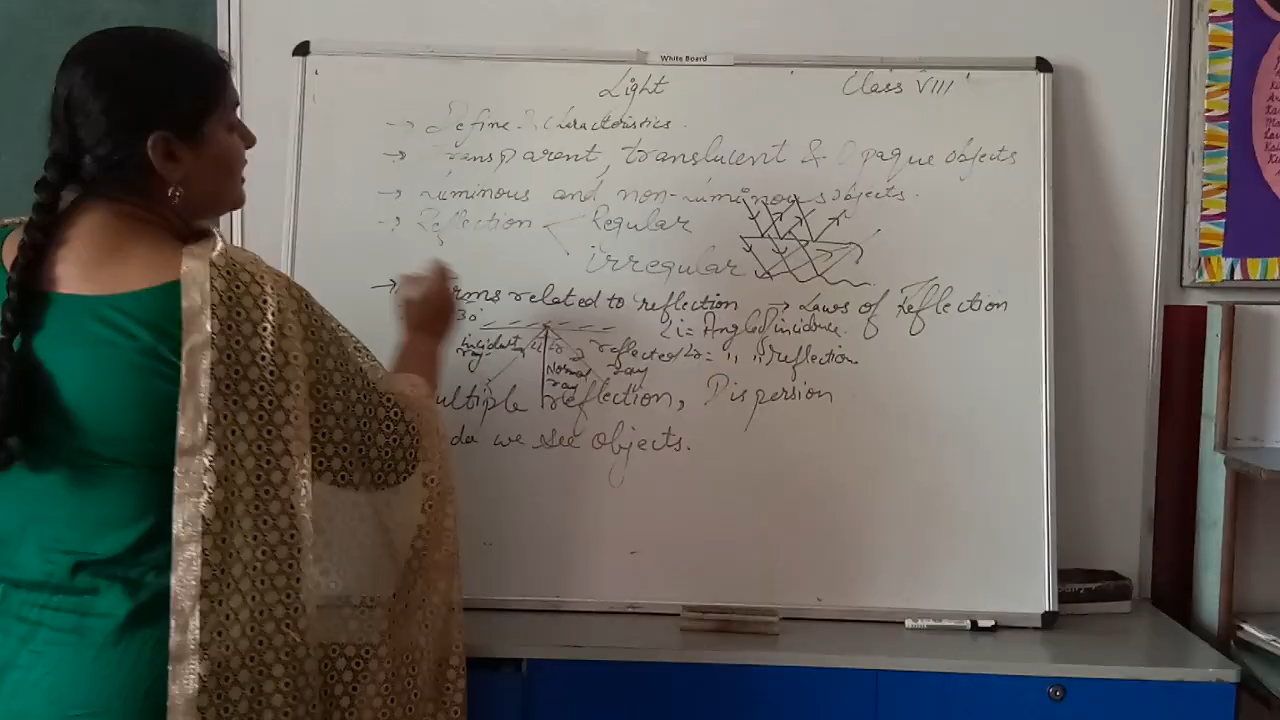 White Board
Light Class VIII
→ Define & Characteristics.
→ Transparent, translucent & Opaque objects
→ Luminous and non-luminous objects.
→ Reflection Regular
irregular
→ Terms related to reflection → Laws of Reflection
30°
∠i = Angle of incidence.
incident ray ∠i ∠r reflected ray ∠r = ,, ,, reflection
Normal ray
ultiple reflection, Dispersion
do we see objects.